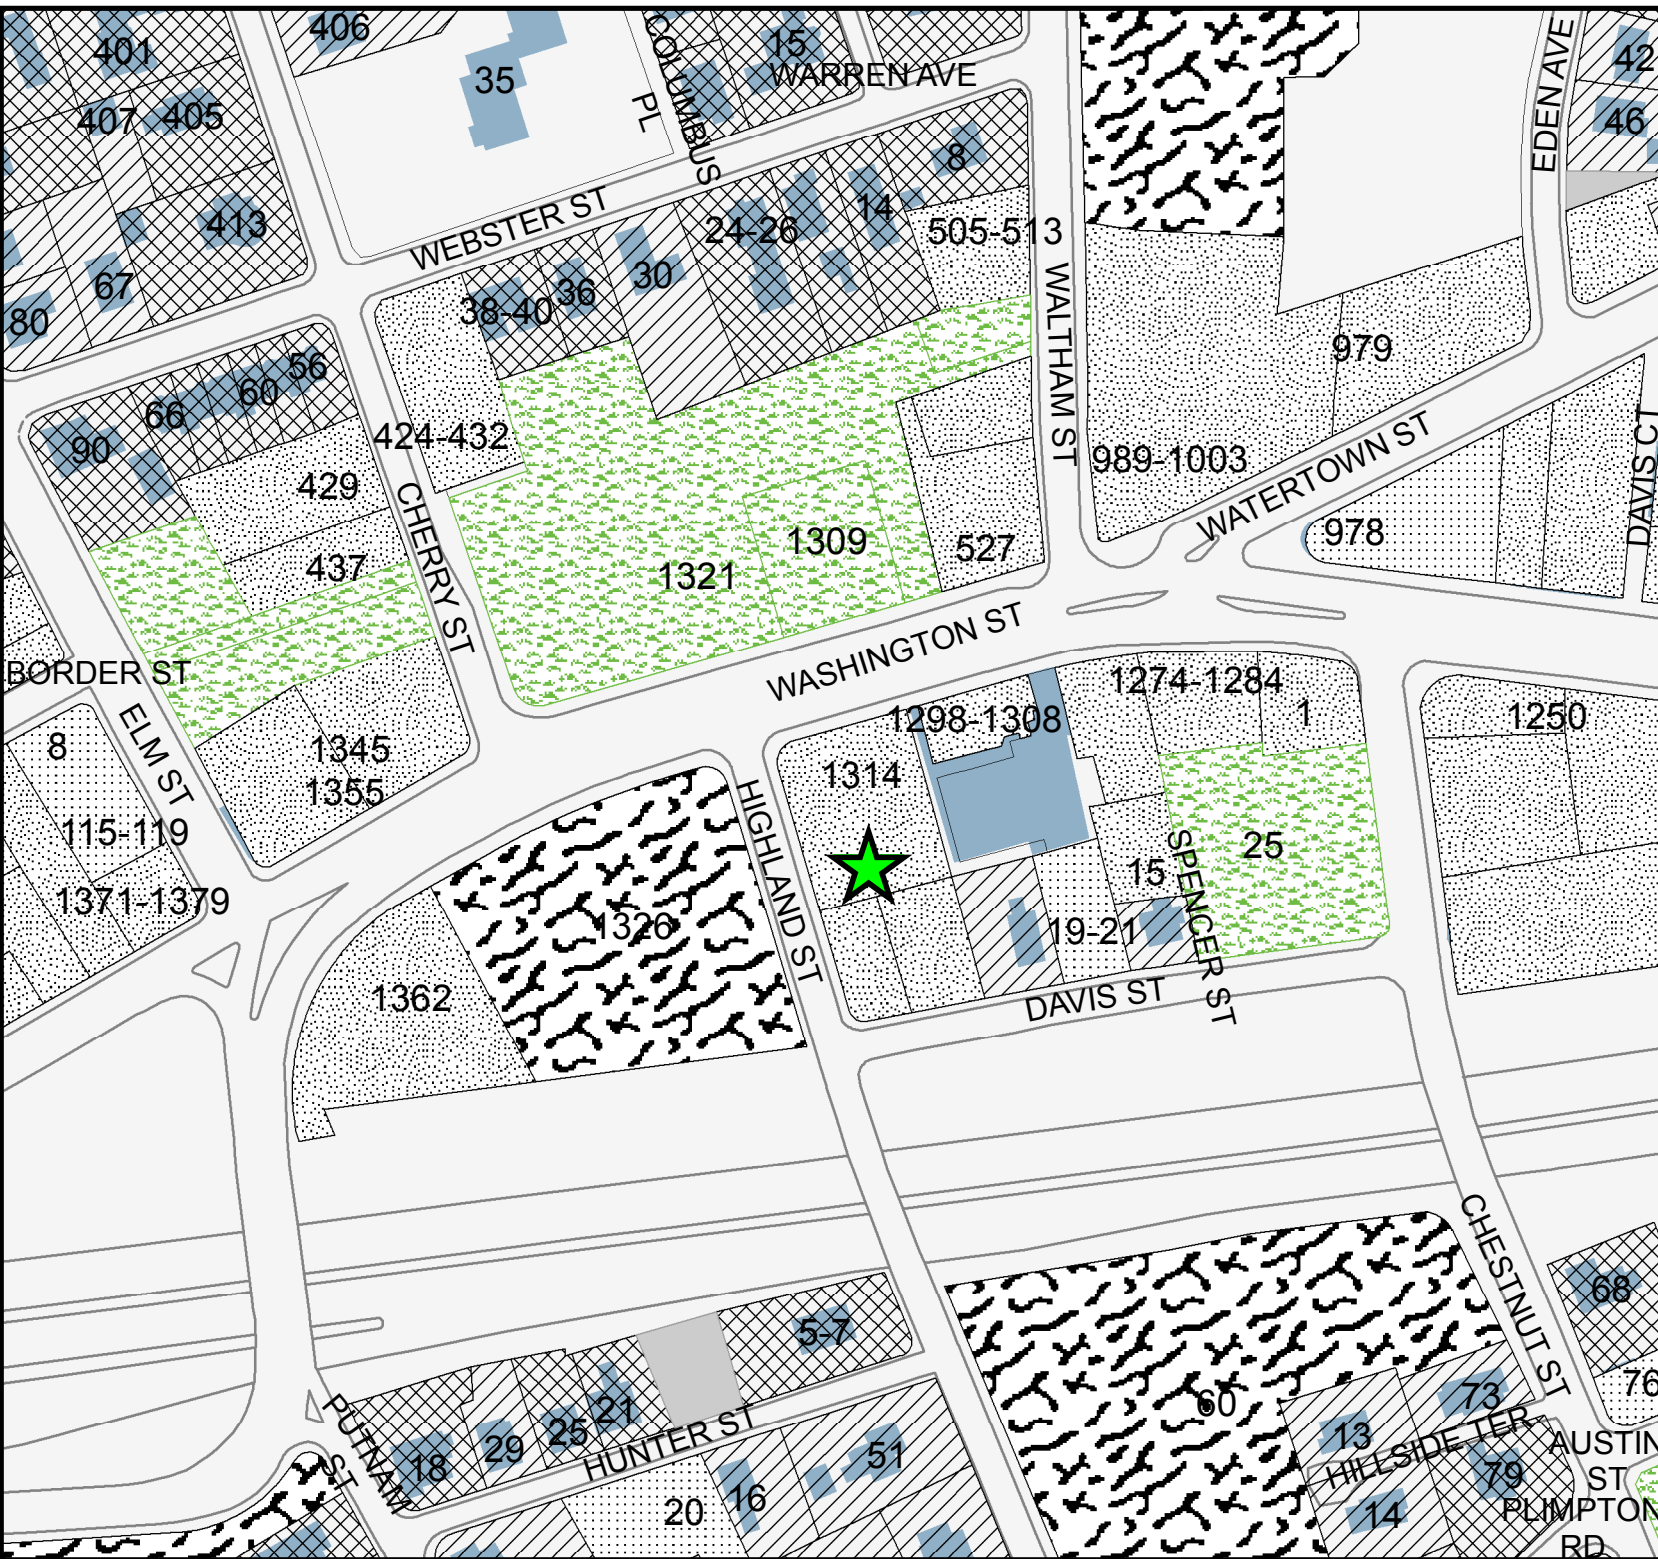 406
401
15
COLUMBUS
PL
35
WARREN AVE
EDEN AVE
42
46
407
405
8
413
14
24-26
505-513
WEBSTER ST
67
30
36
38-40
80
WALTHAM ST
979
56
60
66
90
424-432
429
989-1003
WATERTOWN ST
DAVIS CT
CHERRY ST
1309
527
978
437
1321
WASHINGTON ST
BORDER ST
1274-1284
ELM ST
8
1345
1298-1308
1
1250
1314
1355
HIGHLAND ST
115-119
SPENCER ST
25
15
1371-1379
1326
19-21
1362
DAVIS ST
CHESTNUT ST
68
5-7
60
73
76
PUTNAM
ST
21
25
29
18
HUNTER ST
51
13
HILLSIDE TER
AUSTIN
ST
79
16
20
14
PLIMPTON
RD